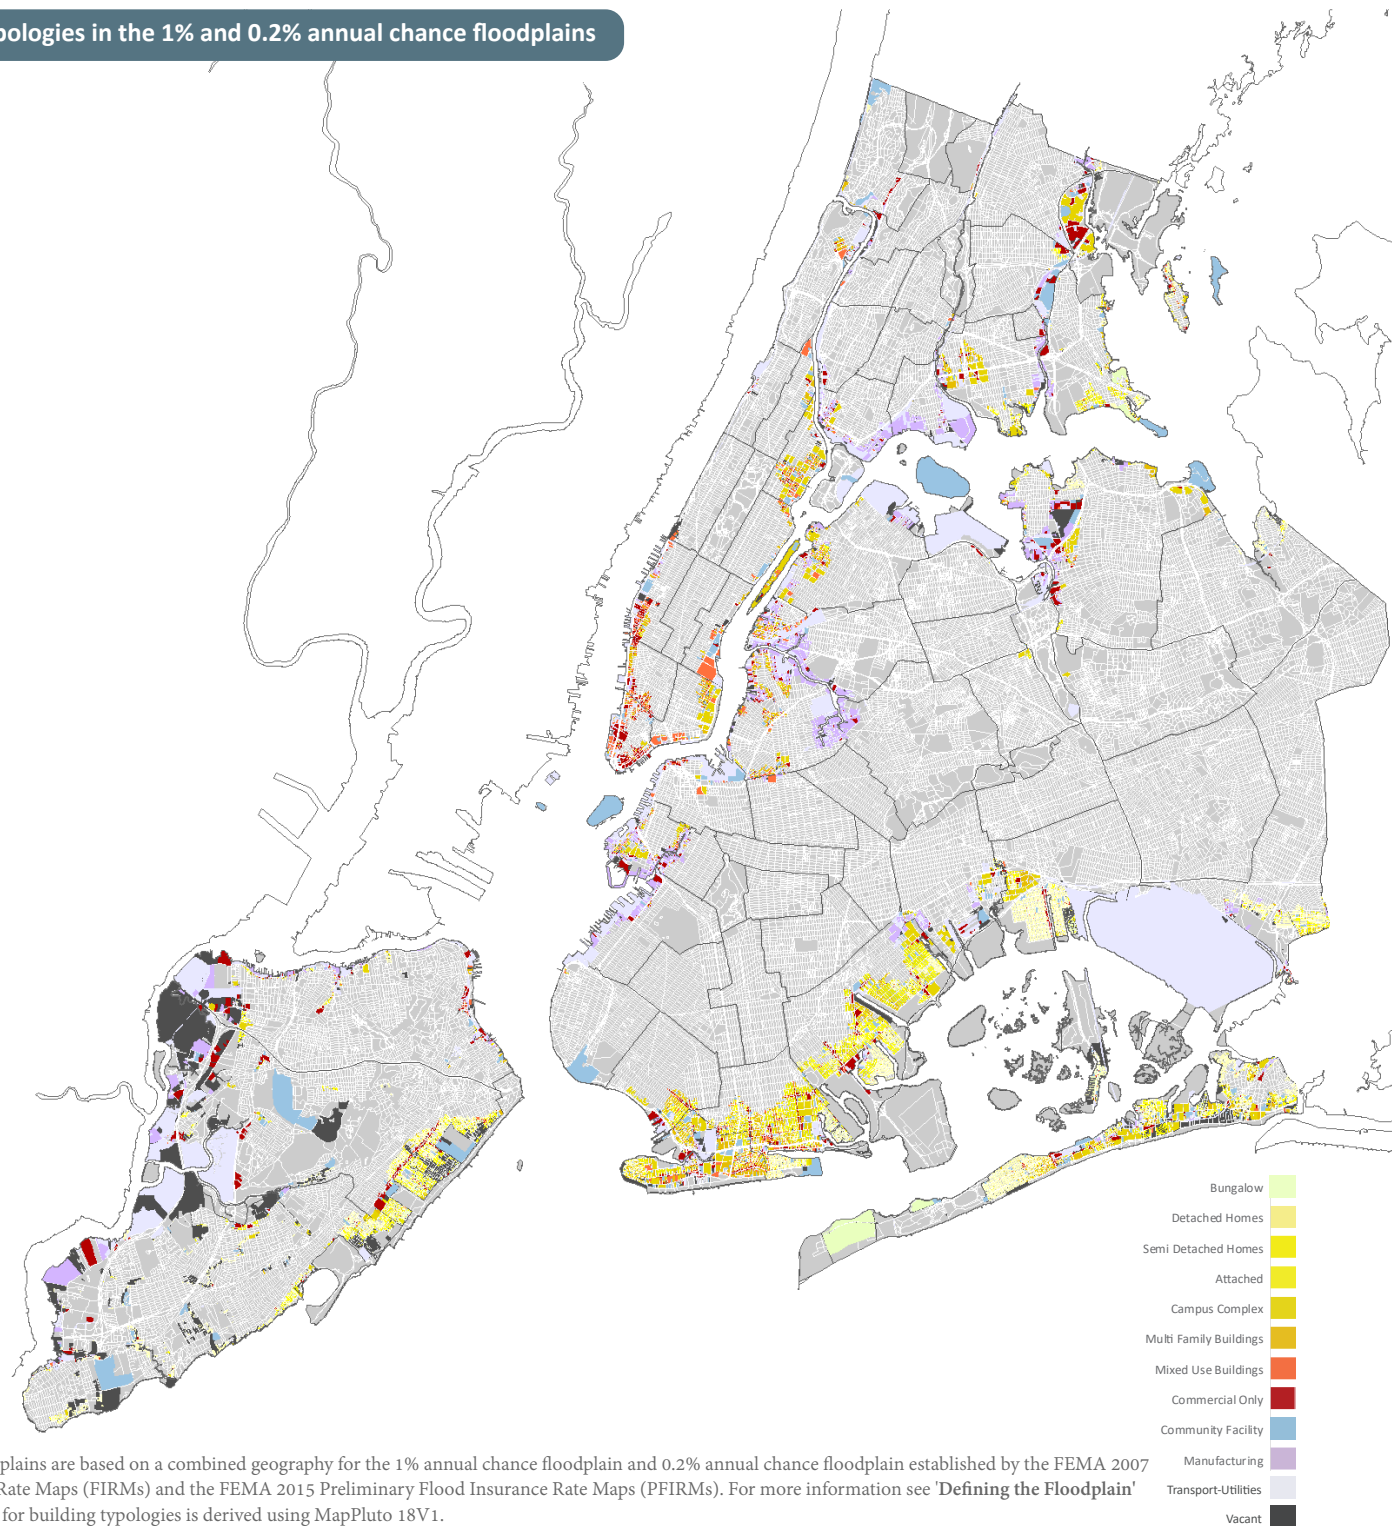 pologies in the 1% and 0.2% annual chance floodplains
Bungalow
Detached Homes
Semi Detached Homes
Attached
Campus Complex
Multi Family Buildings
Mixed Use Buildings
Commercial Only
Community Facility
Manufacturing
Transport-Utilities
Vacant
plains are based on a combined geography for the 1% annual chance floodplain and 0.2% annual chance floodplain established by the FEMA 2007
Rate Maps (FIRMs) and the FEMA 2015 Preliminary Flood Insurance Rate Maps (PFIRMs). For more information see 'Defining the Floodplain'
for building typologies is derived using MapPluto 18V1.